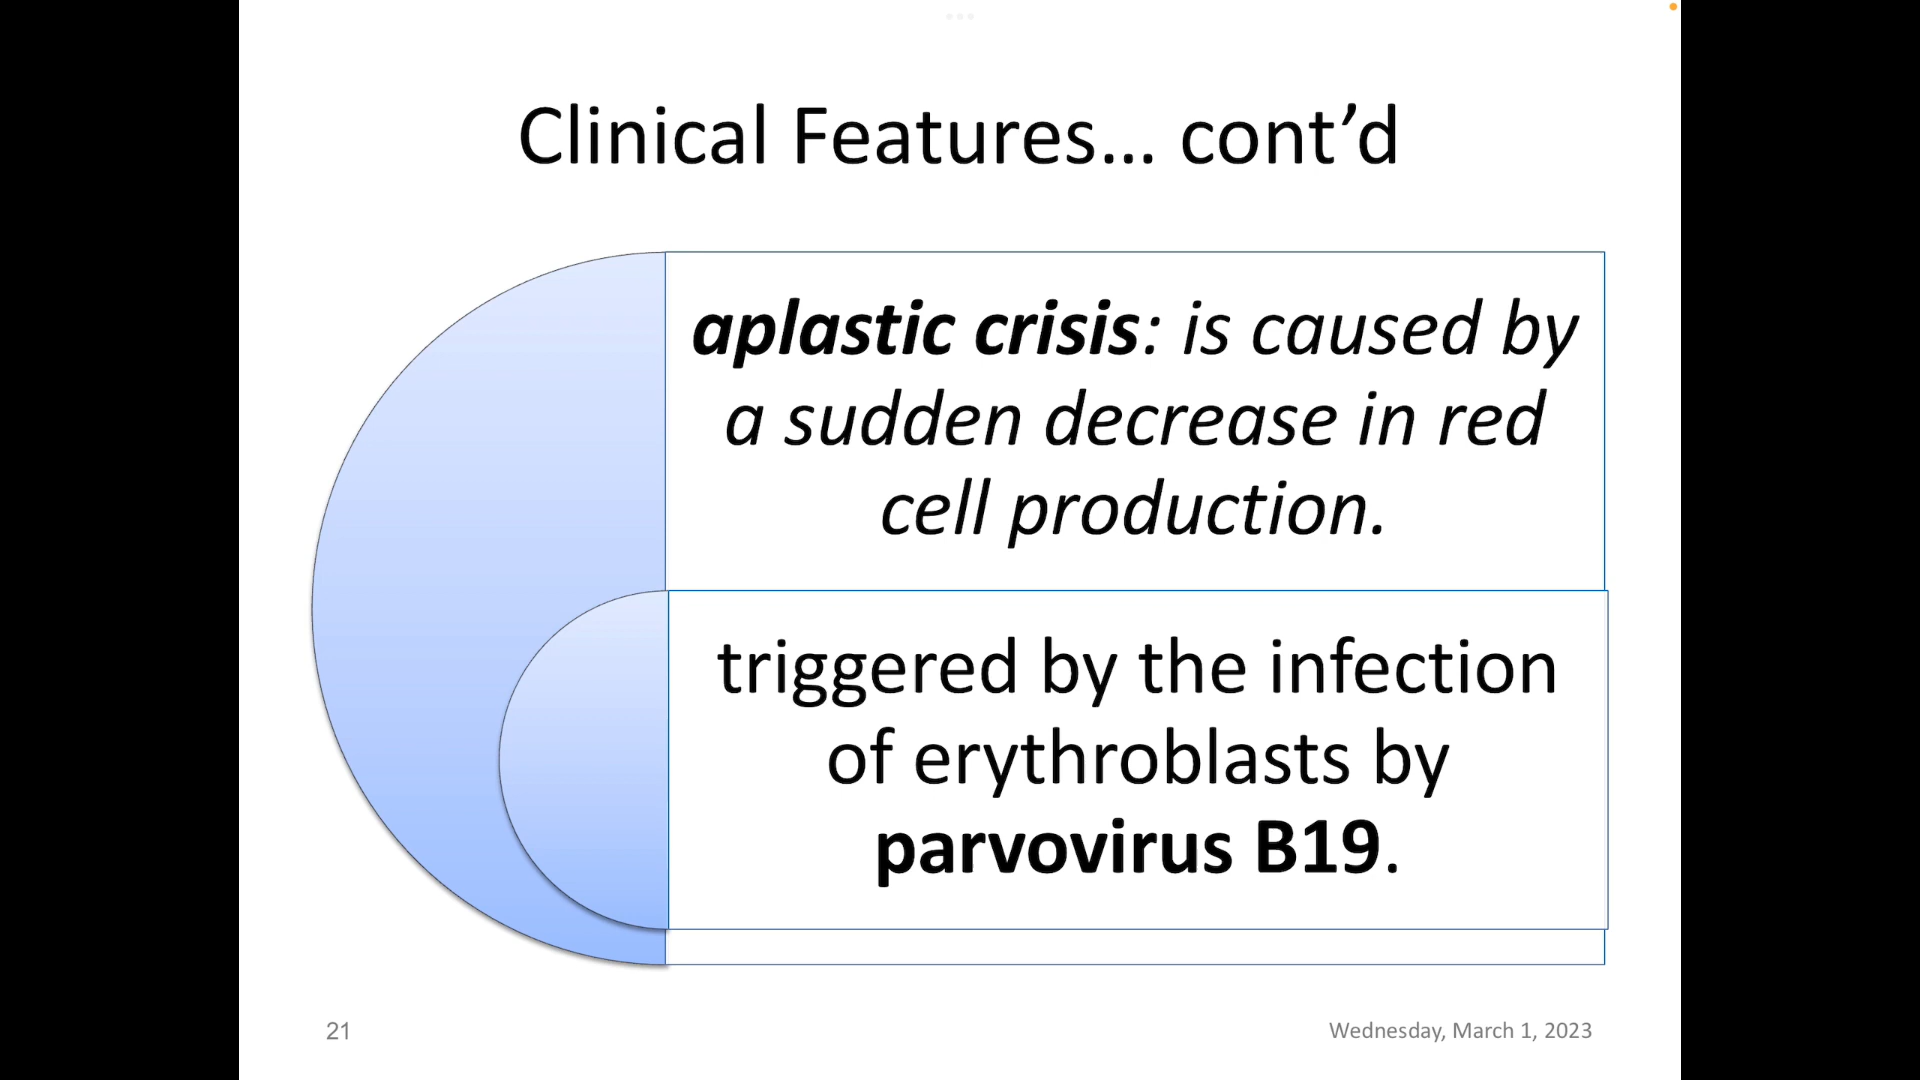 Clinical Features... cont’d
aplastic crisis: is caused by
a sudden decrease in red
cell production.
triggered by the infection
of erythroblasts by
parvovirus B19.
21
Wednesday, March 1, 2023